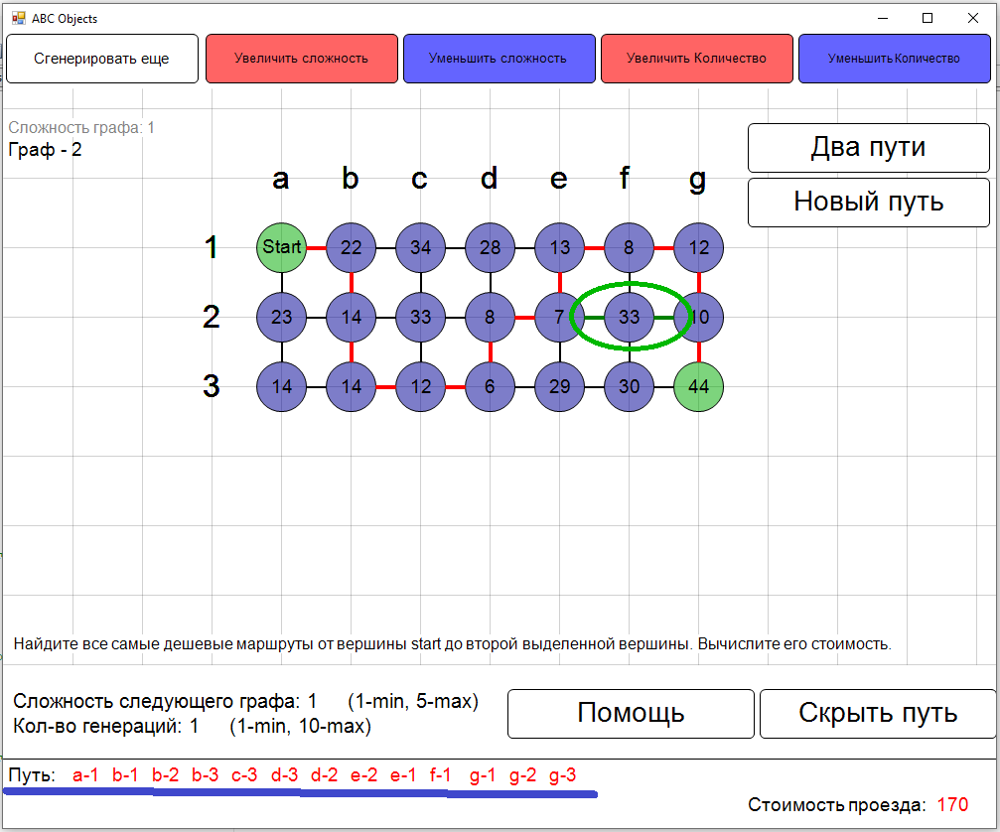 ABC Objects
Сгенерировать еще Увеличить сложность Уменьшить сложность Увеличить Количество Уменьшить Количество
Сложность графа: 1
Граф - 2
Два пути
Новый путь
a b c d e f g
1 Start 22 34 28 13 8 12
2 23 14 33 8 7 33 10
3 14 14 12 6 29 30 44
Найдите все самые дешевые маршруты от вершины start до второй выделенной вершины. Вычислите его стоимость.
Сложность следующего графа: 1 (1-min, 5-max)
Кол-во генераций: 1 (1-min, 10-max)
Помощь Скрыть путь
Путь: a-1 b-1 b-2 b-3 c-3 d-3 d-2 e-2 e-1 f-1 g-1 g-2 g-3
Стоимость проезда: 170